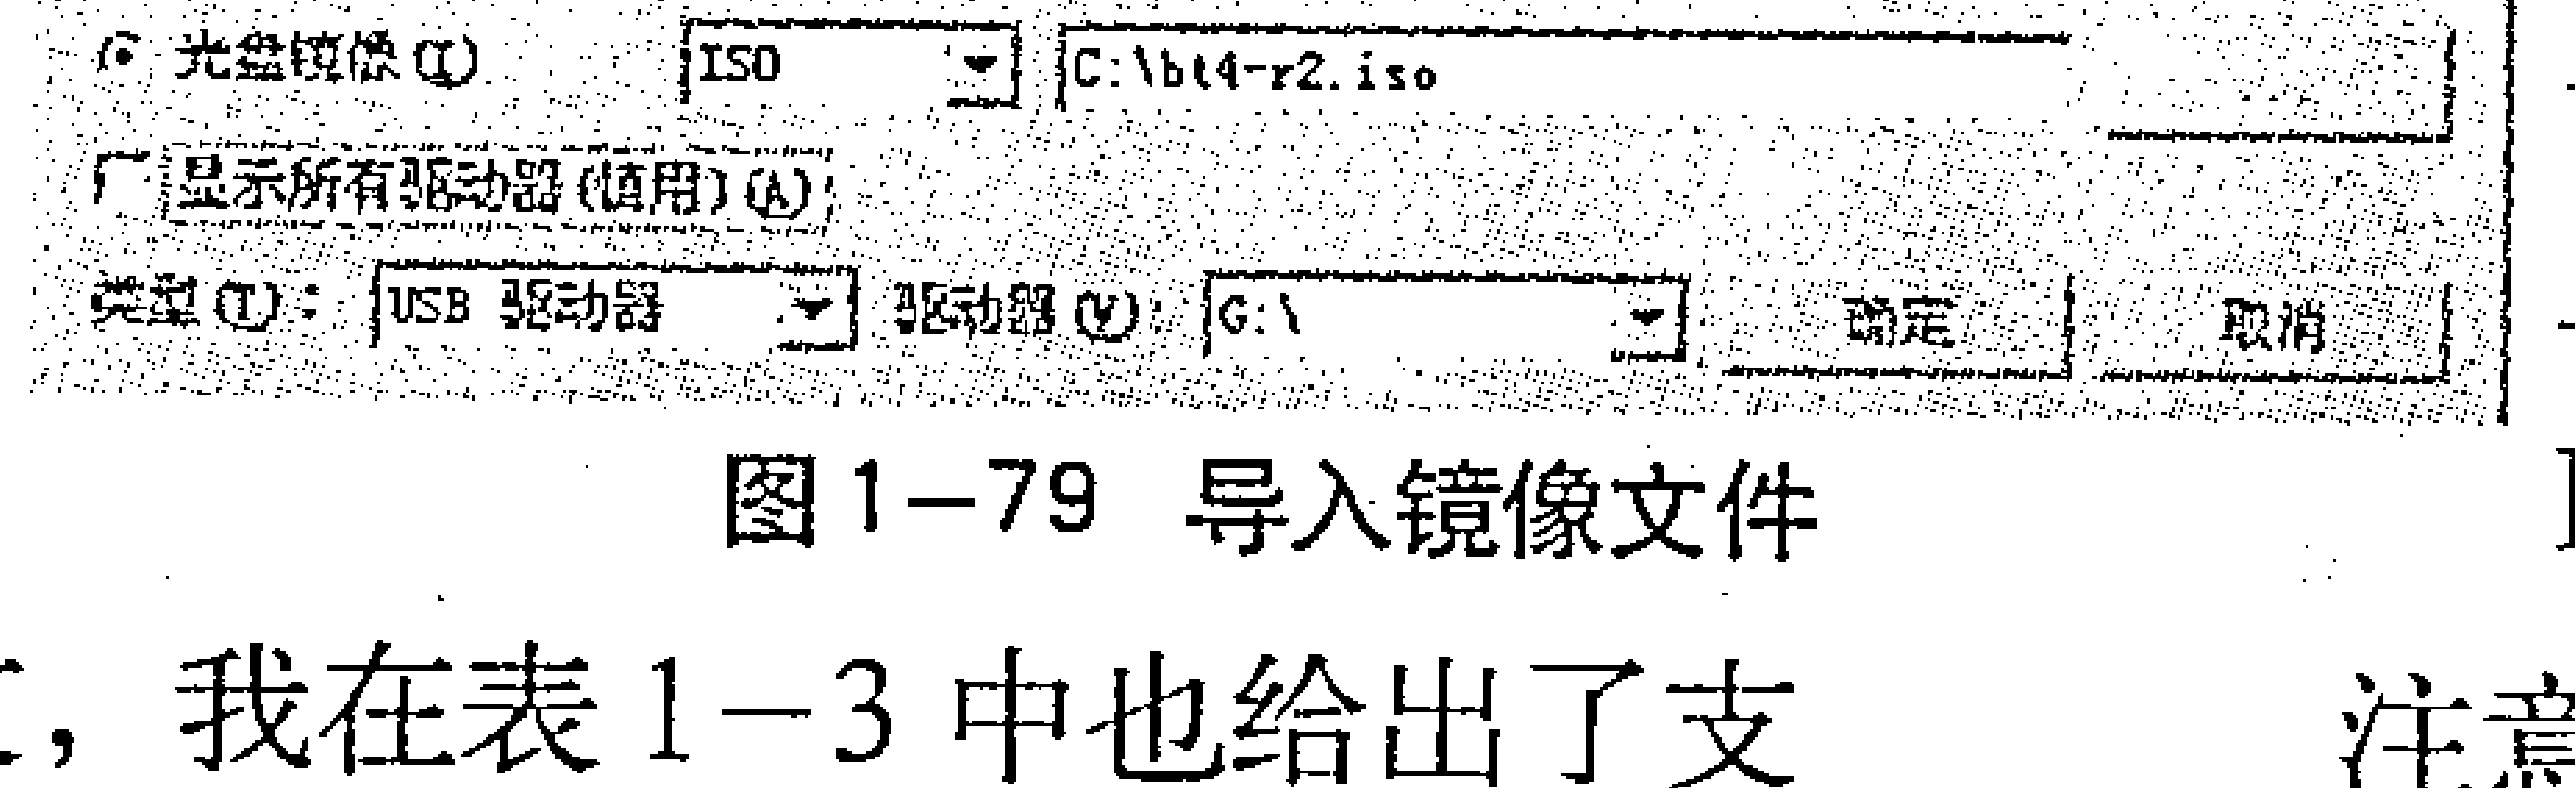 光盘镜像(I) ISO C:\bt4-r2.iso
显示所有驱动器(慎用)(A)
类型(T): USB 驱动器 驱动器(V): G:\ 确定 取消
图1-79 导入镜像文件
,我在表1-3中也给出了支
注意